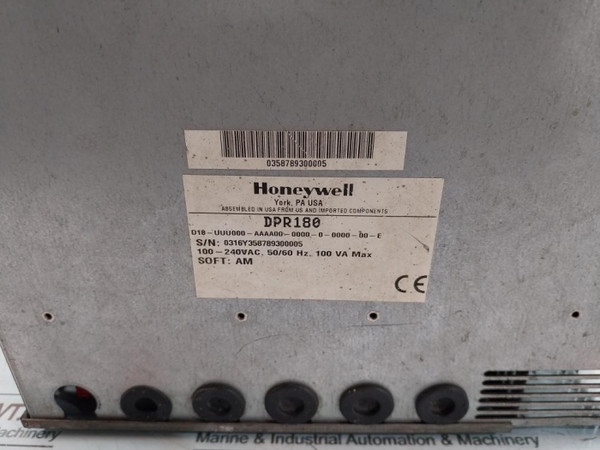 0358789300005
Honeywell
York, PA USA
ASSEMBLED IN USA FROM US AND IMPORTED COMPONENTS
DPR180
D18-UUU000-AAAA00-0000-0-0000-00-E
S/N: 0316Y358789300005
100-240VAC, 50/60 Hz, 100 VA Max
SOFT: AM
CE
Machinery
Marine & Industrial Automation & Machinery